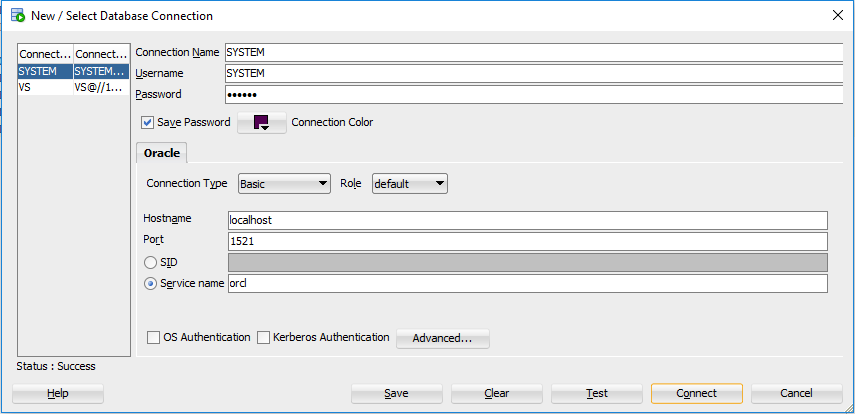 New / Select Database Connection
Connect... Connect...
SYSTEM SYSTEM...
VS VS@//1...
Connection Name SYSTEM
Username SYSTEM
Password ••••••
Save Password Connection Color
Oracle
Connection Type Basic Role default
Hostname localhost
Port 1521
SID
Service name orcl
OS Authentication Kerberos Authentication Advanced...
Status : Success
Help Save Clear Test Connect Cancel